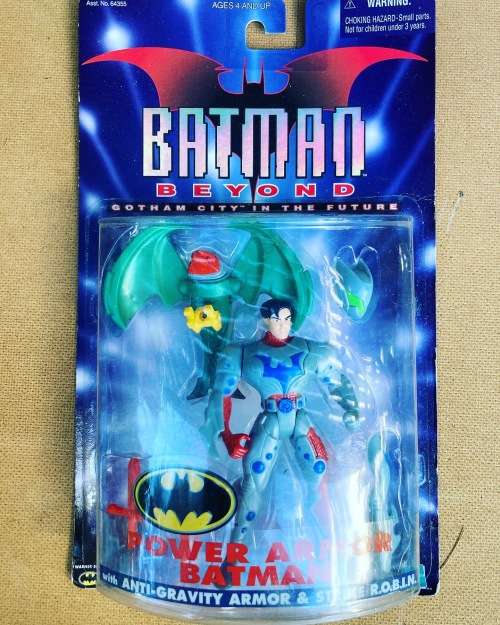 Asst. No. 64355
AGES 4 AND UP
WARNING:
CHOKING HAZARD-Small parts.
Not for children under 3 years.
BATMAN
BEYOND
GOTHAM CITY™ IN THE FUTURE
POWER ARMOR
BATMAN
with ANTI-GRAVITY ARMOR & STRIKE R.O.B.I.N.